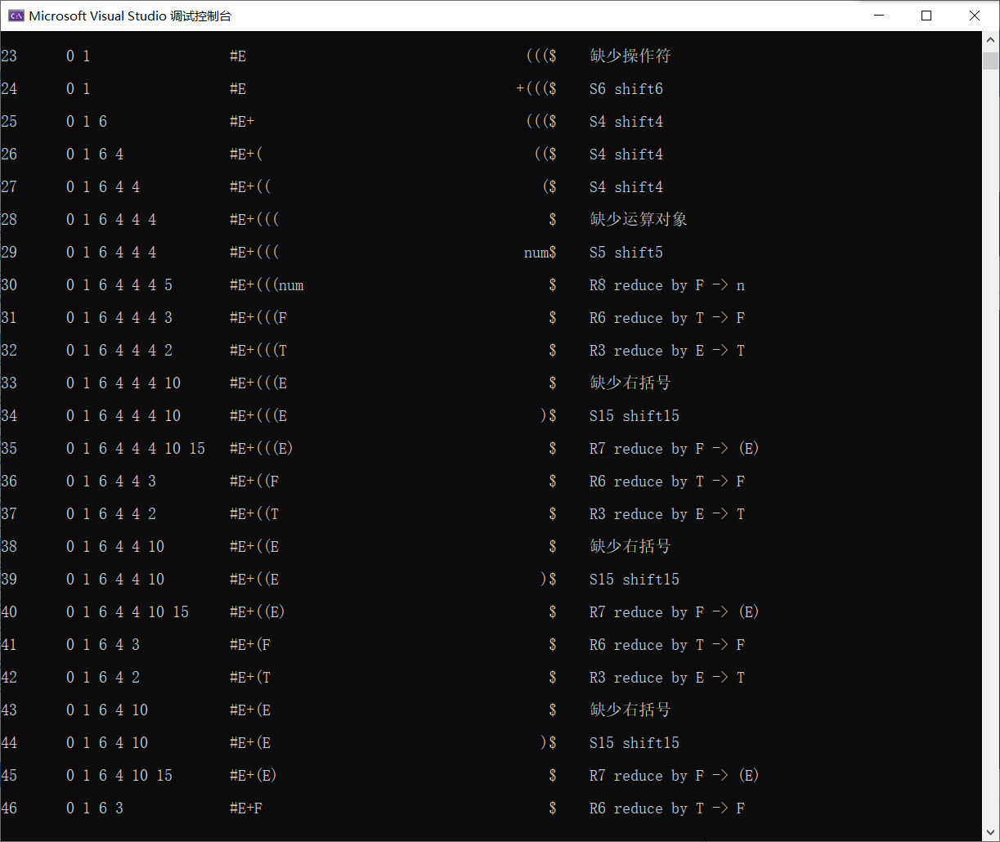 Microsoft Visual Studio 调试控制台
23 0 1 #E ((($ 缺少操作符
24 0 1 #E +((($ S6 shift6
25 0 1 6 #E+ ((($ S4 shift4
26 0 1 6 4 #E+( (($ S4 shift4
27 0 1 6 4 4 #E+(( ($ S4 shift4
28 0 1 6 4 4 4 #E+((( $ 缺少运算对象
29 0 1 6 4 4 4 #E+((( num$ S5 shift5
30 0 1 6 4 4 4 5 #E+(((num $ R8 reduce by F -> n
31 0 1 6 4 4 4 3 #E+(((F $ R6 reduce by T -> F
32 0 1 6 4 4 4 2 #E+(((T $ R3 reduce by E -> T
33 0 1 6 4 4 4 10 #E+(((E $ 缺少右括号
34 0 1 6 4 4 4 10 #E+(((E )$ S15 shift15
35 0 1 6 4 4 4 10 15 #E+(((E) $ R7 reduce by F -> (E)
36 0 1 6 4 4 3 #E+((F $ R6 reduce by T -> F
37 0 1 6 4 4 2 #E+((T $ R3 reduce by E -> T
38 0 1 6 4 4 10 #E+((E $ 缺少右括号
39 0 1 6 4 4 10 #E+((E )$ S15 shift15
40 0 1 6 4 4 10 15 #E+((E) $ R7 reduce by F -> (E)
41 0 1 6 4 3 #E+(F $ R6 reduce by T -> F
42 0 1 6 4 2 #E+(T $ R3 reduce by E -> T
43 0 1 6 4 10 #E+(E $ 缺少右括号
44 0 1 6 4 10 #E+(E )$ S15 shift15
45 0 1 6 4 10 15 #E+(E) $ R7 reduce by F -> (E)
46 0 1 6 3 #E+F $ R6 reduce by T -> F